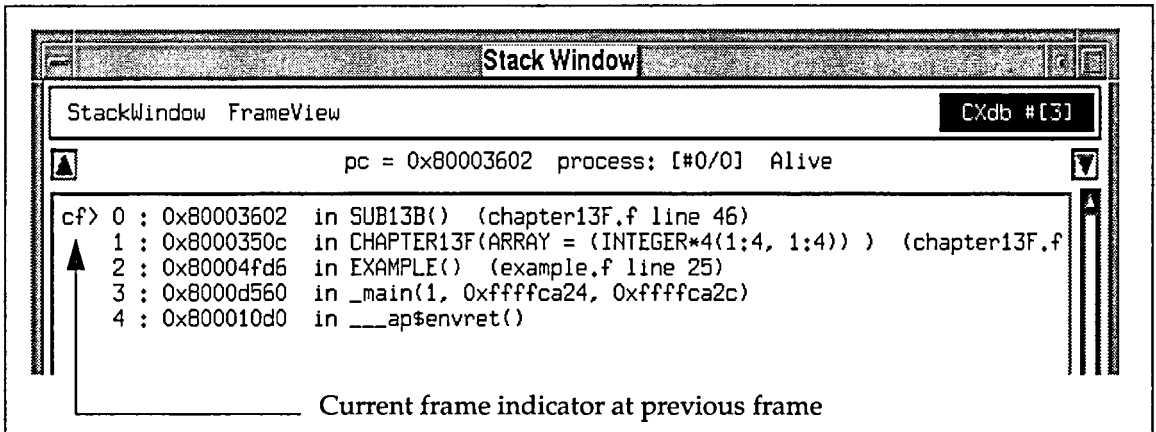 Stack Window
StackWindow FrameView CXdb #[3]
pc = 0x80003602 process: [#0/0] Alive
cf> 0 : 0x80003602 in SUB13B() (chapter13F.f line 46)
1 : 0x8000350c in CHAPTER13F(ARRAY = (INTEGER*4(1:4, 1:4)) ) (chapter13F.f
2 : 0x80004fd6 in EXAMPLE() (example.f line 25)
3 : 0x8000d560 in _main(1, 0xffffca24, 0xffffca2c)
4 : 0x800010d0 in ___ap$envret()
Current frame indicator at previous frame